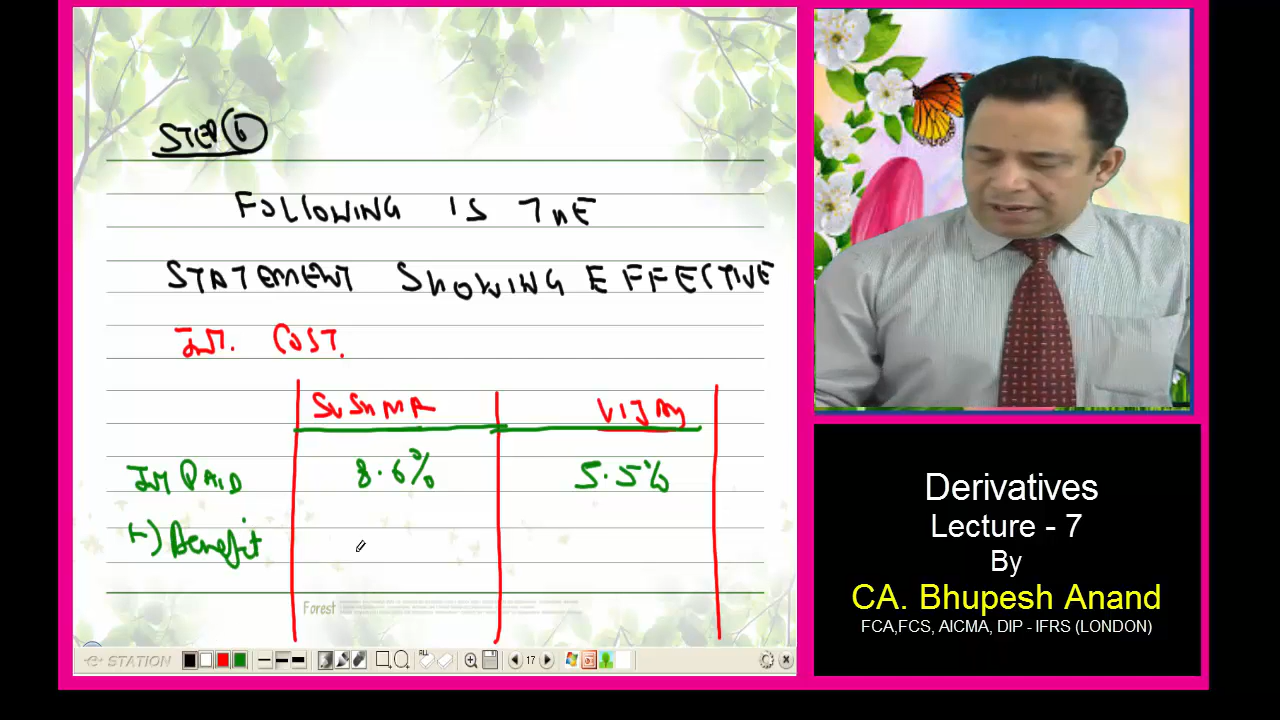 STEP 6
FOLLOWING IS THE
STATEMENT SHOWING EFFECTIVE
INT. COST.
SUSHMA VIJAY
INT PAID 8.6% 5.5%
(-) Benefit
Forest
e-STATION
ALL
17
Derivatives
Lecture - 7
By
CA. Bhupesh Anand
FCA,FCS, AICMA, DIP - IFRS (LONDON)